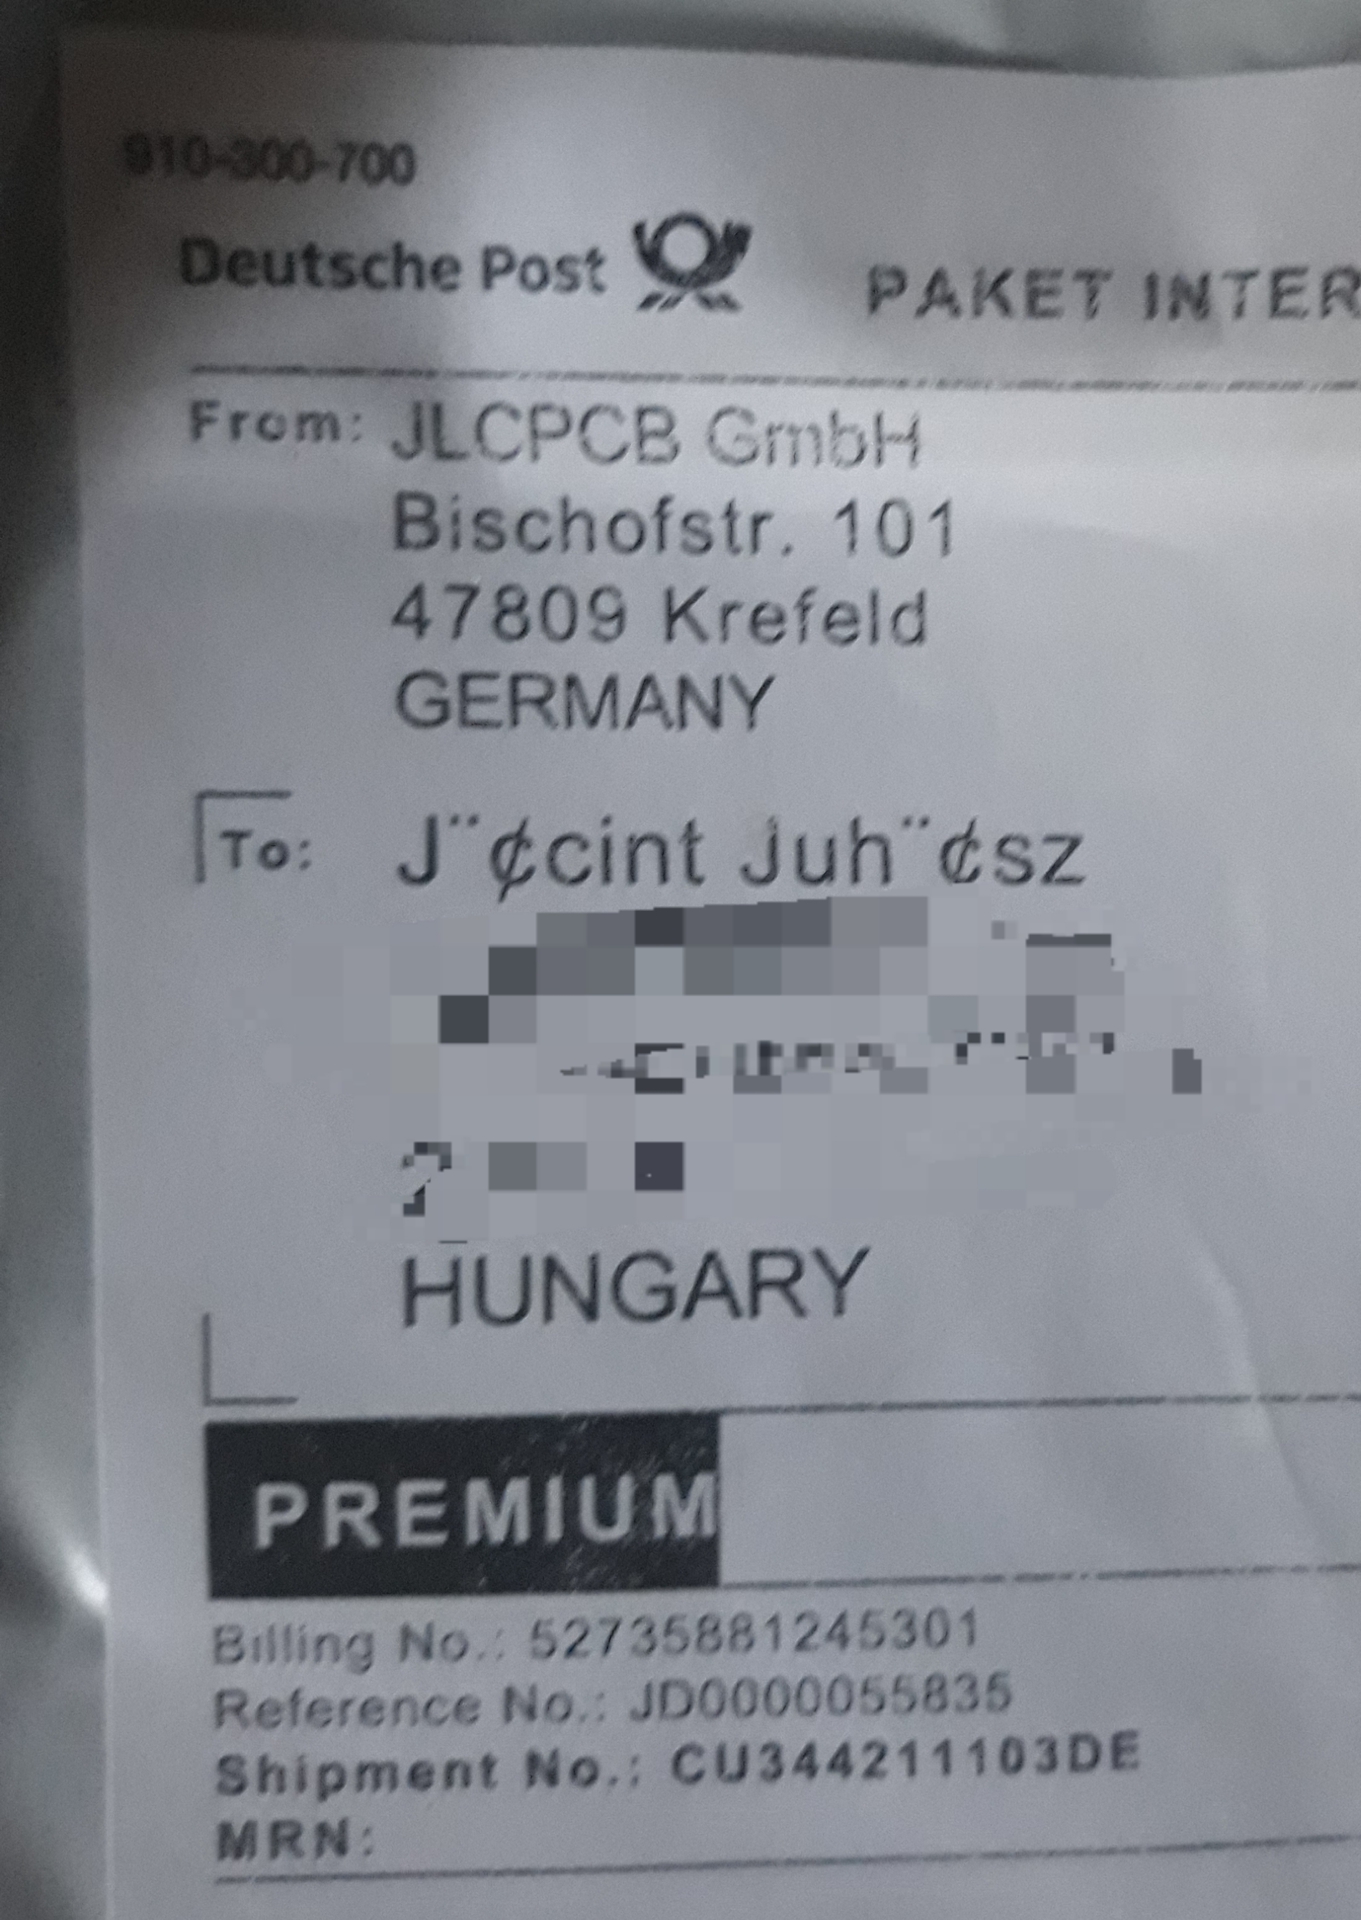 910-300-700
Deutsche Post
PAKET INTER
From: JLCPCB GmbH
Bischofstr. 101
47809 Krefeld
GERMANY
To: J¨¢cint Juh¨¢sz
HUNGARY
PREMIUM
Billing No.: 52735881245301
Reference No.: JD0000055835
Shipment No.: CU344211103DE
MRN: